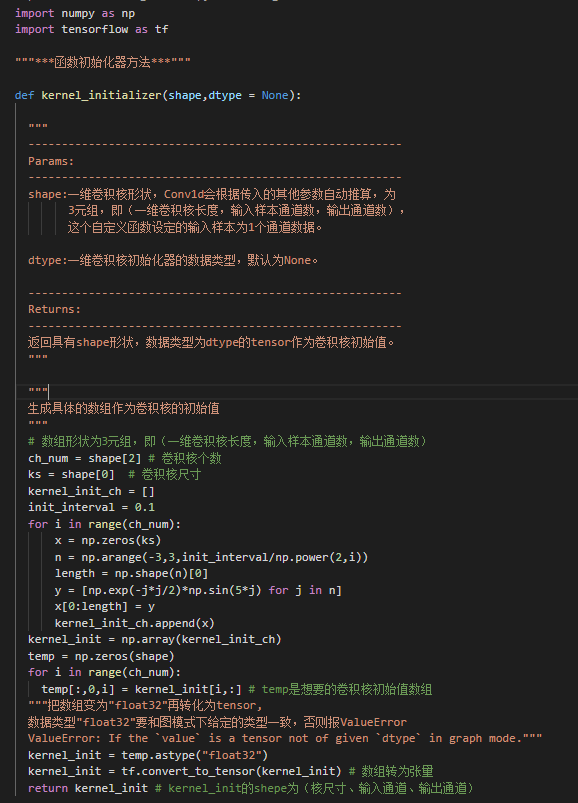 import numpy as np
import tensorflow as tf
"""***函数初始化器方法***"""
def kernel_initializer(shape,dtype = None):
"""
---------------------------------------------------------
Params:
---------------------------------------------------------
shape:一维卷积核形状，Conv1d会根据传入的其他参数自动推算，为
3元组，即（一维卷积核长度，输入样本通道数，输出通道数），
这个自定义函数设定的输入样本为1个通道数据。
dtype:一维卷积核初始化器的数据类型，默认为None。
---------------------------------------------------------
Returns:
---------------------------------------------------------
返回具有shape形状，数据类型为dtype的tensor作为卷积核初始值。
"""
"""
生成具体的数组作为卷积核的初始值
"""
# 数组形状为3元组，即（一维卷积核长度，输入样本通道数，输出通道数）
ch_num = shape[2] # 卷积核个数
ks = shape[0]  # 卷积核尺寸
kernel_init_ch = []
init_interval = 0.1
for i in range(ch_num):
x = np.zeros(ks)
n = np.arange(-3,3,init_interval/np.power(2,i))
length = np.shape(n)[0]
y = [np.exp(-j*j/2)*np.sin(5*j) for j in n]
x[0:length] = y
kernel_init_ch.append(x)
kernel_init = np.array(kernel_init_ch)
temp = np.zeros(shape)
for i in range(ch_num):
temp[:,0,i] = kernel_init[i,:] # temp是想要的卷积核初始值数组
"""把数组变为"float32"再转化为tensor,
数据类型"float32"要和图模式下给定的类型一致，否则报ValueError
ValueError: If the `value` is a tensor not of given `dtype` in graph mode."""
kernel_init = temp.astype("float32")
kernel_init = tf.convert_to_tensor(kernel_init) # 数组转为张量
return kernel_init # kernel_init的shepe为（核尺寸、输入通道、输出通道）